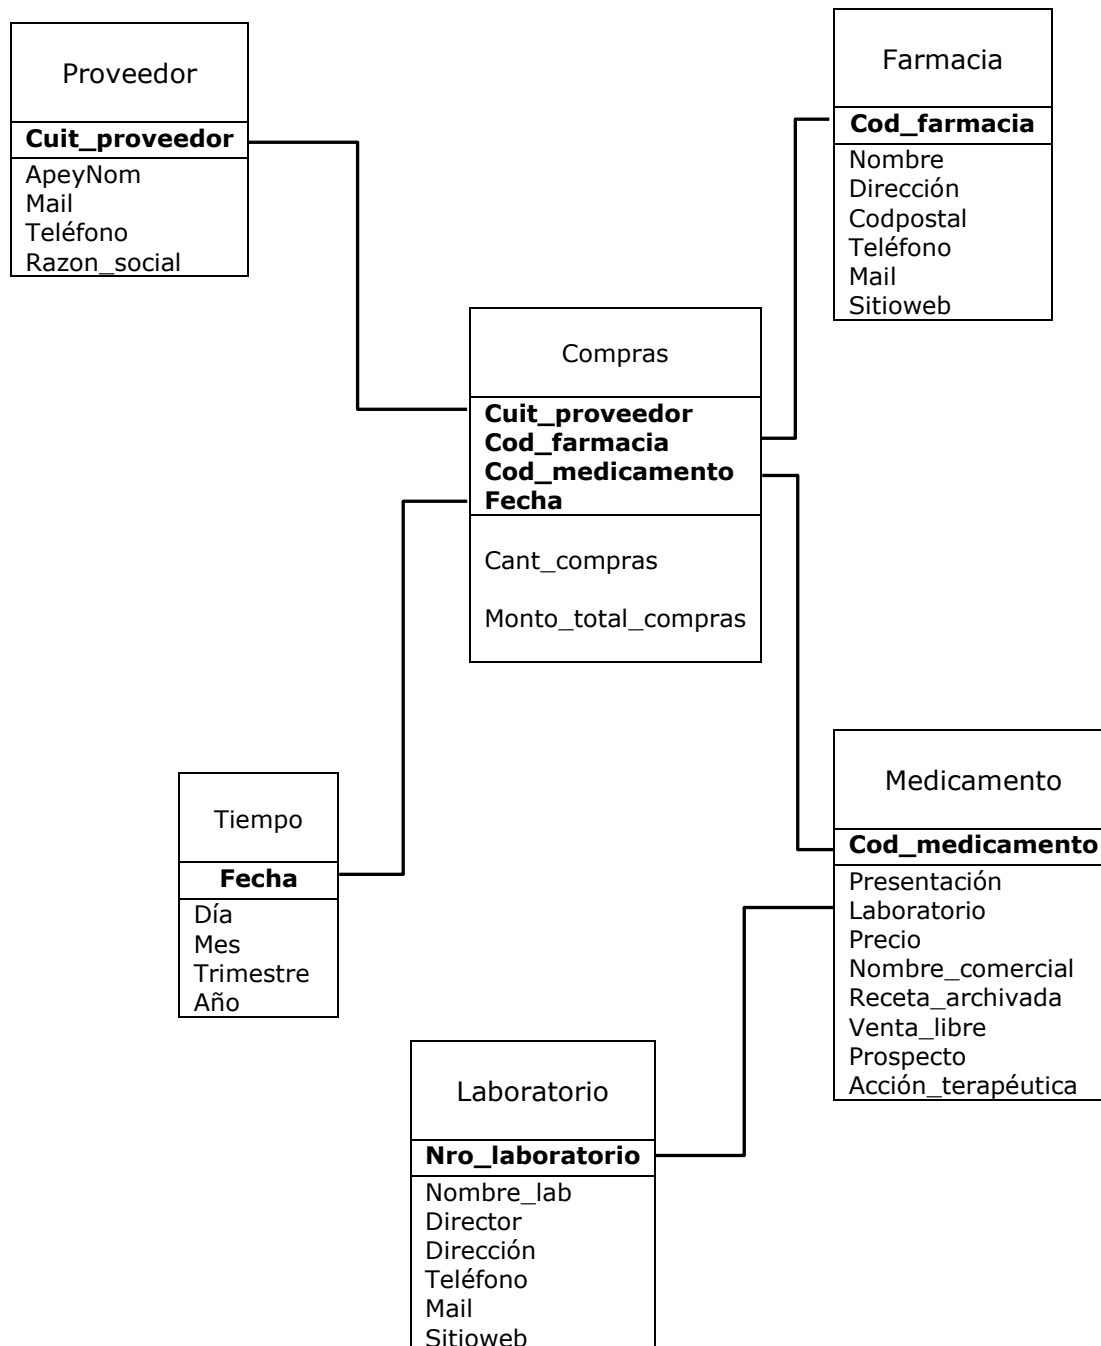 Proveedor
Cuit_proveedor
ApeyNom
Mail
Teléfono
Razon_social
Farmacia
Cod_farmacia
Nombre
Dirección
Codpostal
Teléfono
Mail
Sitioweb
Compras
Cuit_proveedor
Cod_farmacia
Cod_medicamento
Fecha
Cant_compras
Monto_total_compras
Tiempo
Fecha
Día
Mes
Trimestre
Año
Medicamento
Cod_medicamento
Presentación
Laboratorio
Precio
Nombre_comercial
Receta_archivada
Venta_libre
Prospecto
Acción_terapéutica
Laboratorio
Nro_laboratorio
Nombre_lab
Director
Dirección
Teléfono
Mail
Sitioweb